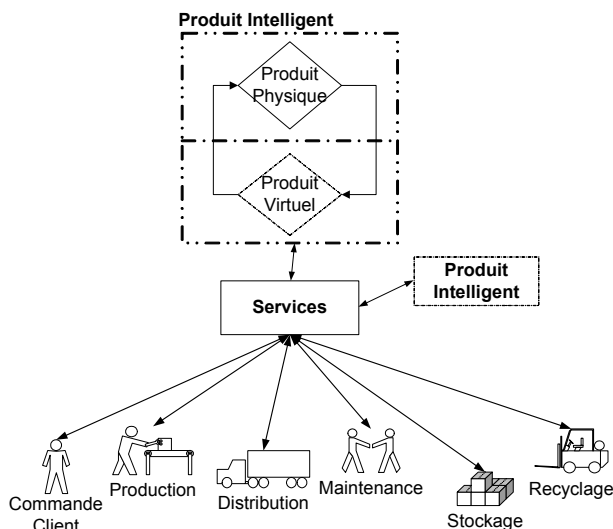 Produit Intelligent
Produit
Physique
Produit
Virtuel
Produit
Intelligent
Services
Commande
Client
Production
Distribution
Maintenance
Stockage
Recyclage